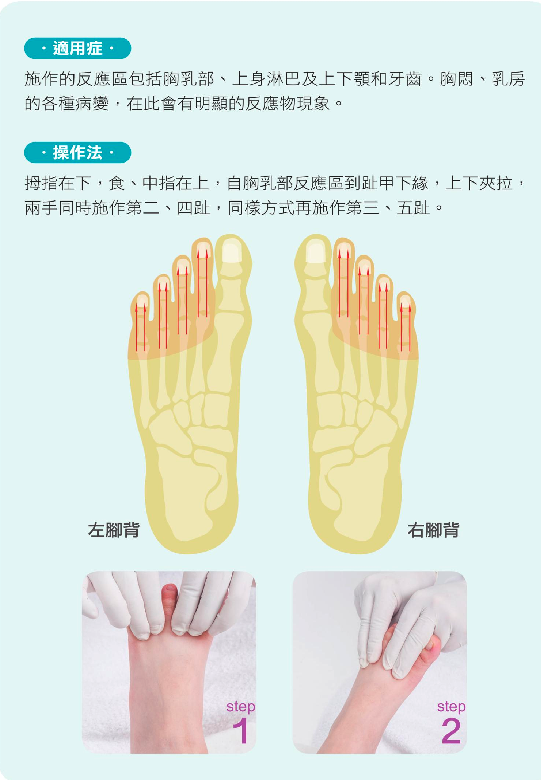 ·適用症·
施作的反應區包括胸乳部、上身淋巴及上下顎和牙齒。胸悶、乳房
的各種病變，在此會有明顯的反應物現象。
·操作法·
拇指在下，食、中指在上，自胸乳部反應區到趾甲下緣，上下夾拉，
兩手同時施作第二、四趾，同樣方式再施作第三、五趾。
左腳背
右腳背
step
1
step
2